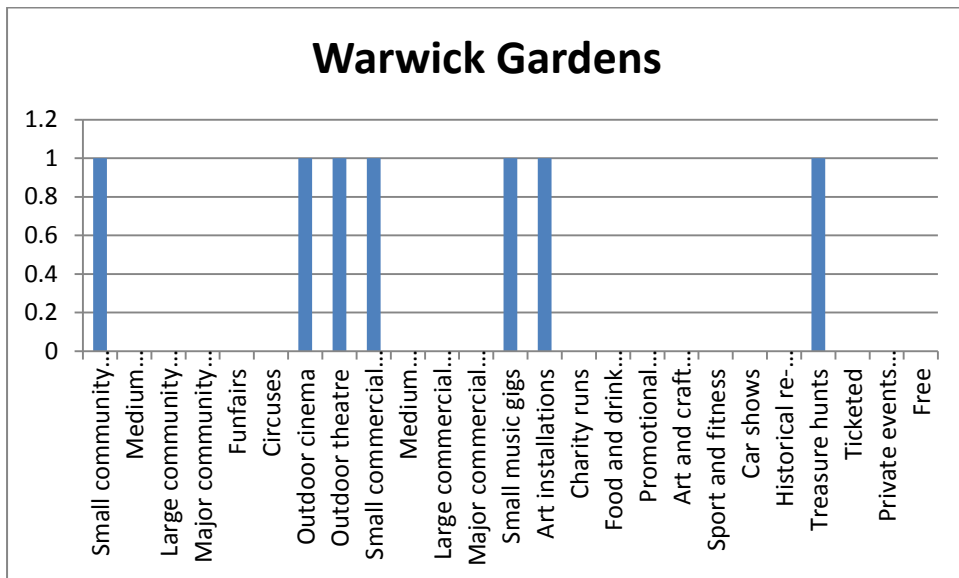 Warwick Gardens
1.2
1
0.8
0.6
0.4
0.2
0
Small community…
Medium…
Large community…
Major community…
Funfairs
Circuses
Outdoor cinema
Outdoor theatre
Small commercial…
Medium…
Large commercial…
Major commercial…
Small music gigs
Art installations
Charity runs
Food and drink…
Promotional…
Art and craft…
Sport and fitness
Car shows
Historical re-…
Treasure hunts
Ticketed
Private events…
Free